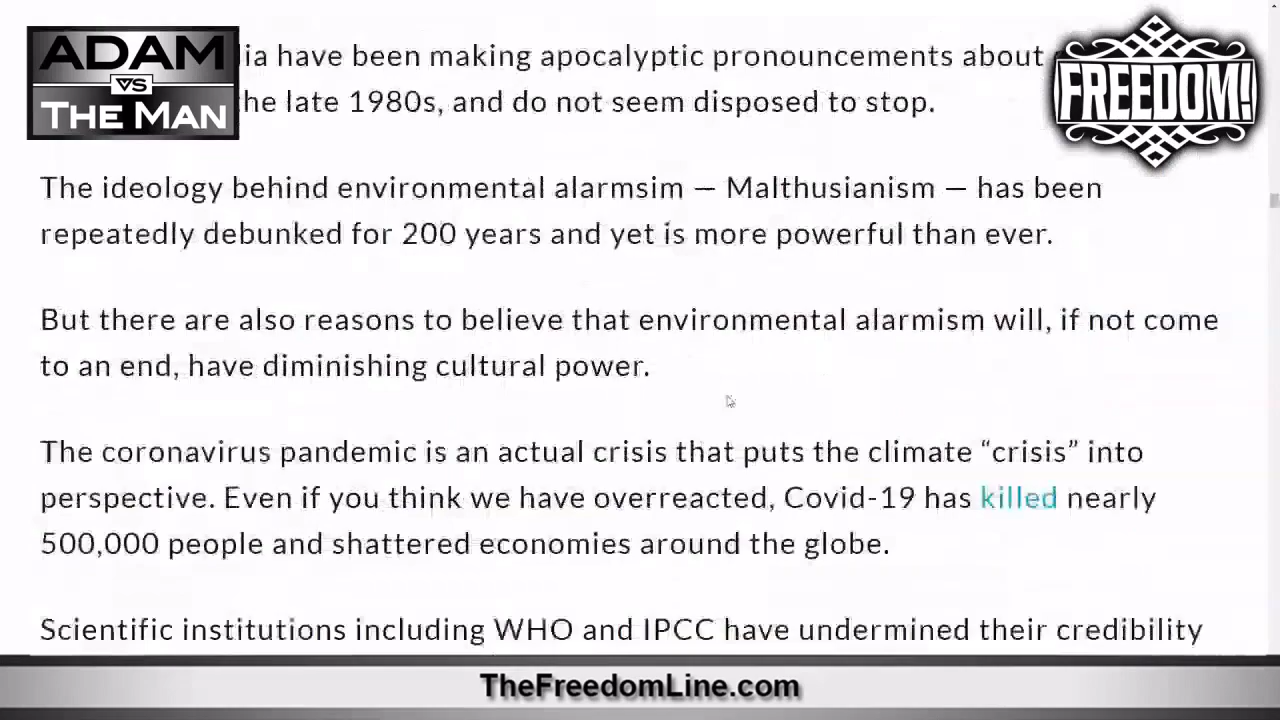 ADAM
VS
THE MAN
FREEDOM!
have been making apocalyptic pronouncements about
late 1980s, and do not seem disposed to stop.
The ideology behind environmental alarmsim — Malthusianism — has been
repeatedly debunked for 200 years and yet is more powerful than ever.
But there are also reasons to believe that environmental alarmism will, if not come
to an end, have diminishing cultural power.
The coronavirus pandemic is an actual crisis that puts the climate “crisis” into
perspective. Even if you think we have overreacted, Covid-19 has killed nearly
500,000 people and shattered economies around the globe.
Scientific institutions including WHO and IPCC have undermined their credibility
TheFreedomLine.com